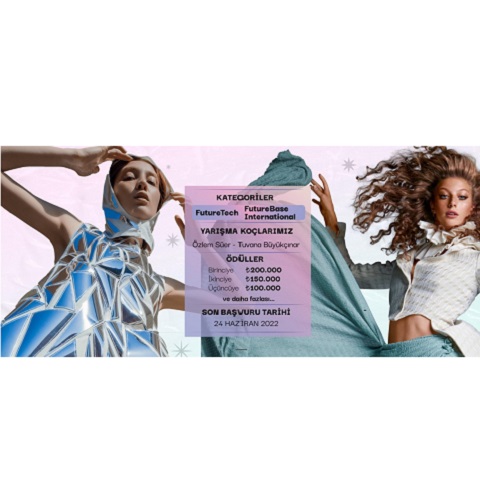 KATEGORİLER
FutureTech FutureBase International
YARIŞMA KOÇLARIMIZ
Özlem Süer - Tuvana Büyükçınar
ÖDÜLLER
Birinciye ₺200.000
İkinciye ₺150.000
Üçüncüye ₺100.000
ve daha fazlası...
SON BAŞVURU TARİHİ
24 HAZİRAN 2022